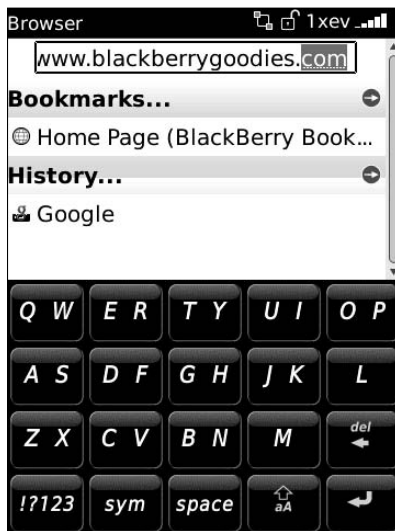 Browser 1xev
www.blackberrygoodies.com
Bookmarks...
Home Page (BlackBerry Book...
History...
Google
Q W E R T Y U I O P
A S D F G H J K L
Z X C V B N M del
!?123 sym space aA